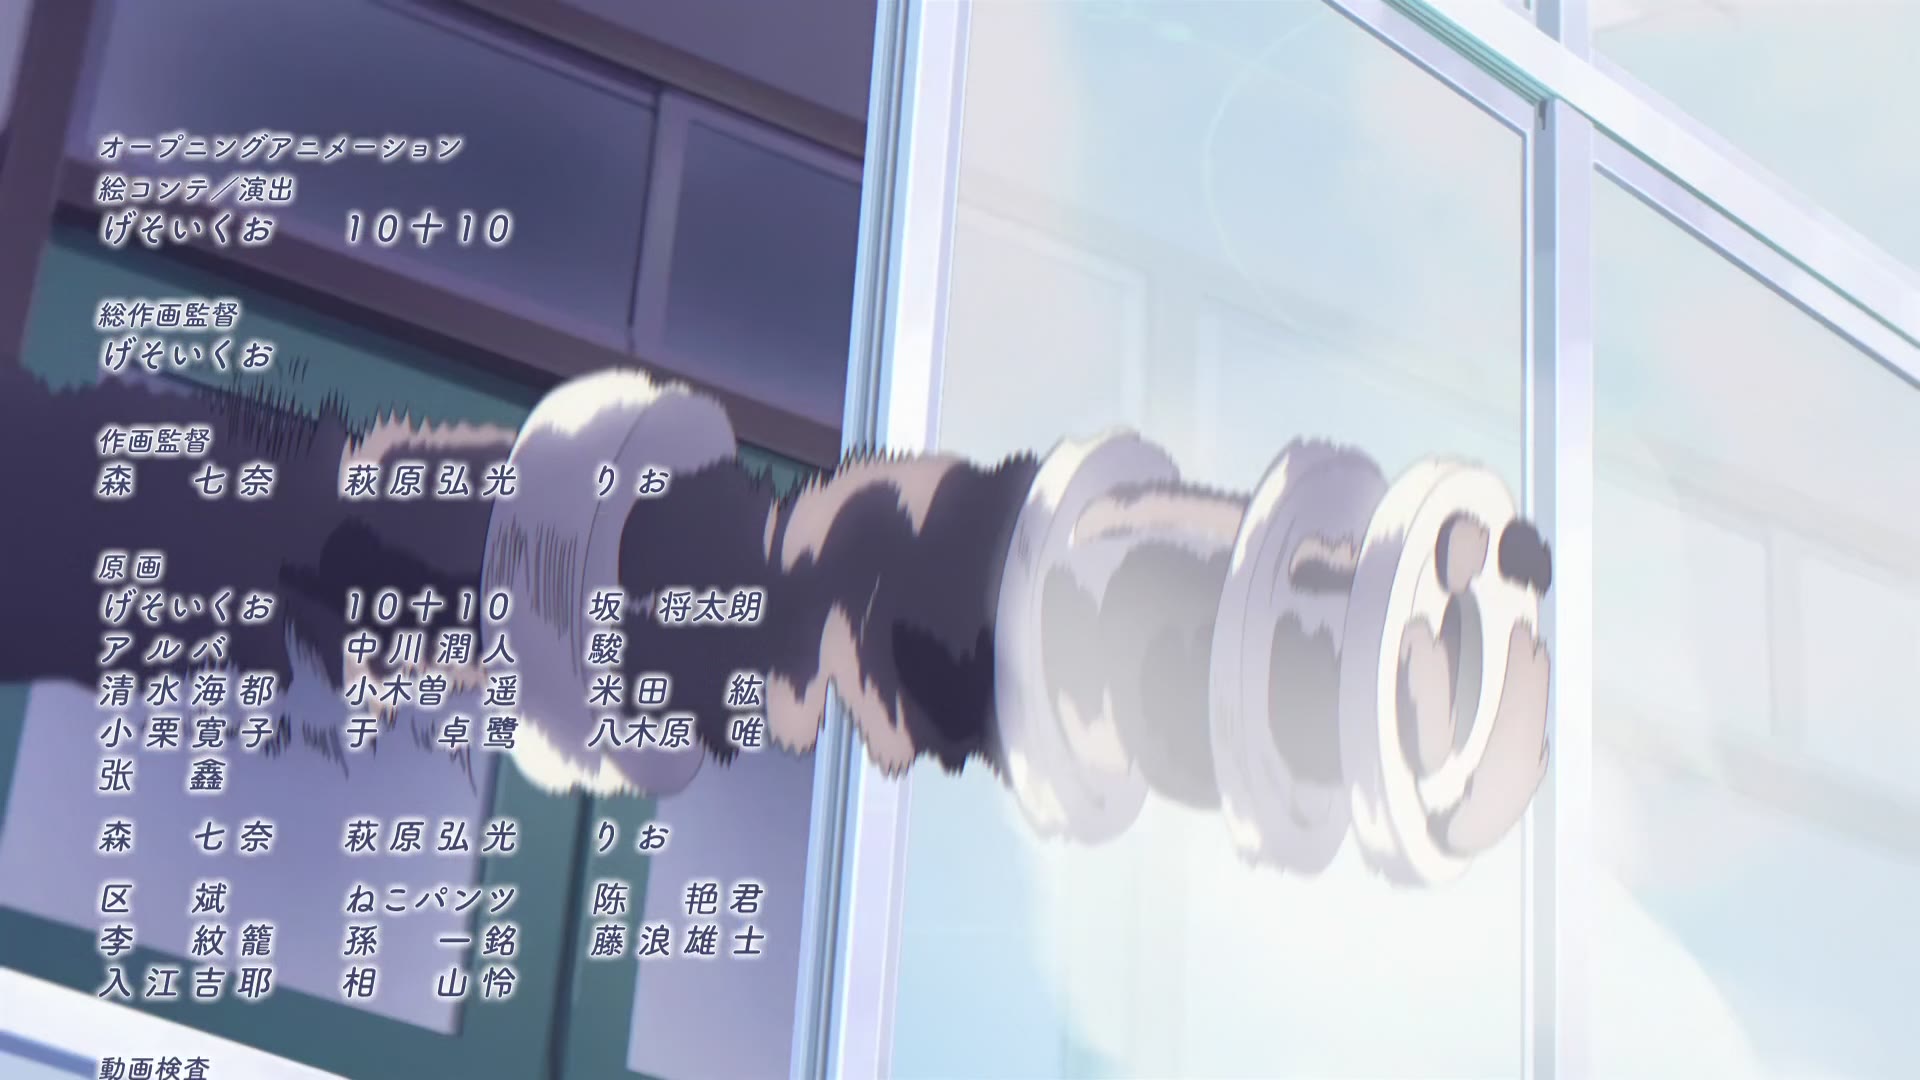 オープニングアニメーション
絵コンテ／演出
げそいくお 10十10
総作画監督
げそいくお
作画監督
森 七奈 萩原弘光 りお
原画
げそいくお 10十10 坂 将太朗
アルバ 中川潤人 駿
清水海都 小木曽 遥 米田 紘
小栗寛子 于 卓鹭 八木原 唯
张 鑫
森 七奈 萩原弘光 りお
区 斌 ねこパンツ 陈 艳君
李 紋籠 孫 一銘 藤浪雄士
入江吉耶 相 山怜
動画検査